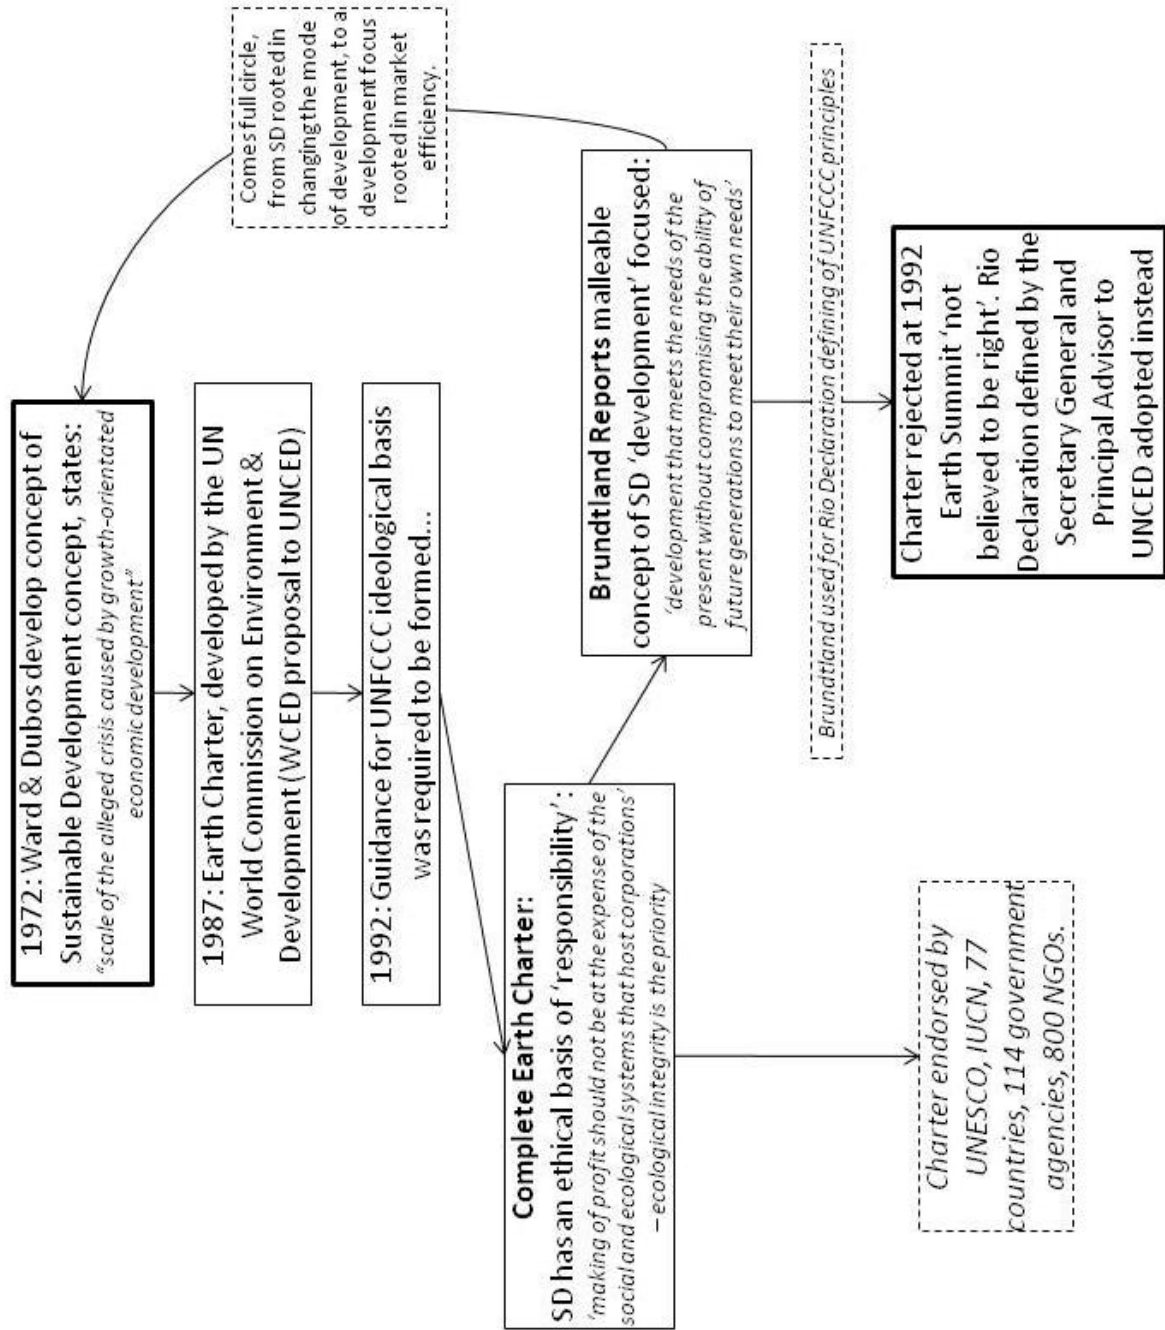 1972: Ward & Dubos develop concept of
Sustainable Development concept, states:
"scale of the alleged crisis caused by growth-orientated
economic development"
1987: Earth Charter, developed by the UN
World Commission on Environment &
Development (WCED proposal to UNCED)
1992: Guidance for UNFCCC ideological basis
was required to be formed...
Comes full circle,
from SD rooted in
changing the mode
of development, to a
development focus
rooted in market
efficiency.
Complete Earth Charter:
SD has an ethical basis of 'responsibility':
'making of profit should not be at the expense of the
social and ecological systems that host corporations'
– ecological integrity is the priority
Brundtland Reports malleable
concept of SD 'development' focused:
'development that meets the needs of the
present without compromising the ability of
future generations to meet their own needs'
Brundtland used for Rio Declaration defining of UNFCCC principles
Charter endorsed by
UNESCO, IUCN, 77
countries, 114 government
agencies, 800 NGOs.
Charter rejected at 1992
Earth Summit 'not
believed to be right'. Rio
Declaration defined by the
Secretary General and
Principal Advisor to
UNCED adopted instead